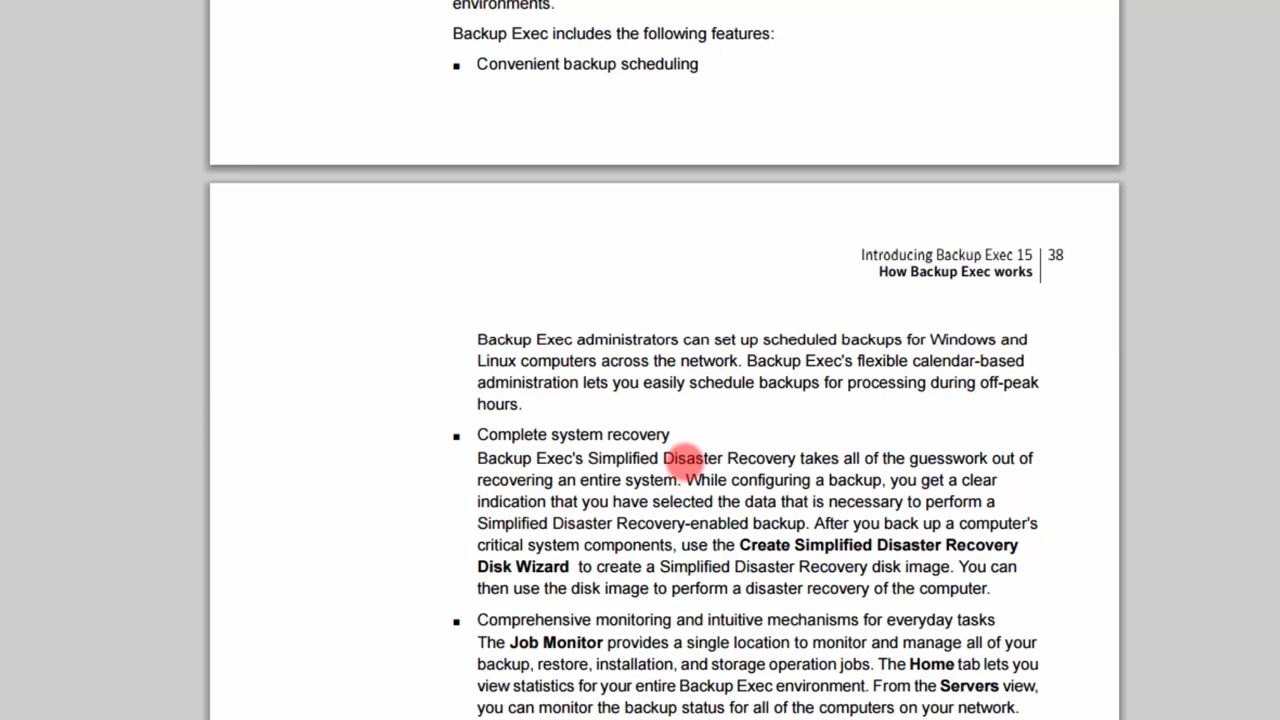 environments.
Backup Exec includes the following features:
■ Convenient backup scheduling
Introducing Backup Exec 15 | 38
How Backup Exec works
Backup Exec administrators can set up scheduled backups for Windows and
Linux computers across the network. Backup Exec's flexible calendar-based
administration lets you easily schedule backups for processing during off-peak
hours.
■ Complete system recovery
Backup Exec's Simplified Disaster Recovery takes all of the guesswork out of
recovering an entire system. While configuring a backup, you get a clear
indication that you have selected the data that is necessary to perform a
Simplified Disaster Recovery-enabled backup. After you back up a computer's
critical system components, use the Create Simplified Disaster Recovery
Disk Wizard to create a Simplified Disaster Recovery disk image. You can
then use the disk image to perform a disaster recovery of the computer.
■ Comprehensive monitoring and intuitive mechanisms for everyday tasks
The Job Monitor provides a single location to monitor and manage all of your
backup, restore, installation, and storage operation jobs. The Home tab lets you
view statistics for your entire Backup Exec environment. From the Servers view,
you can monitor the backup status for all of the computers on your network.